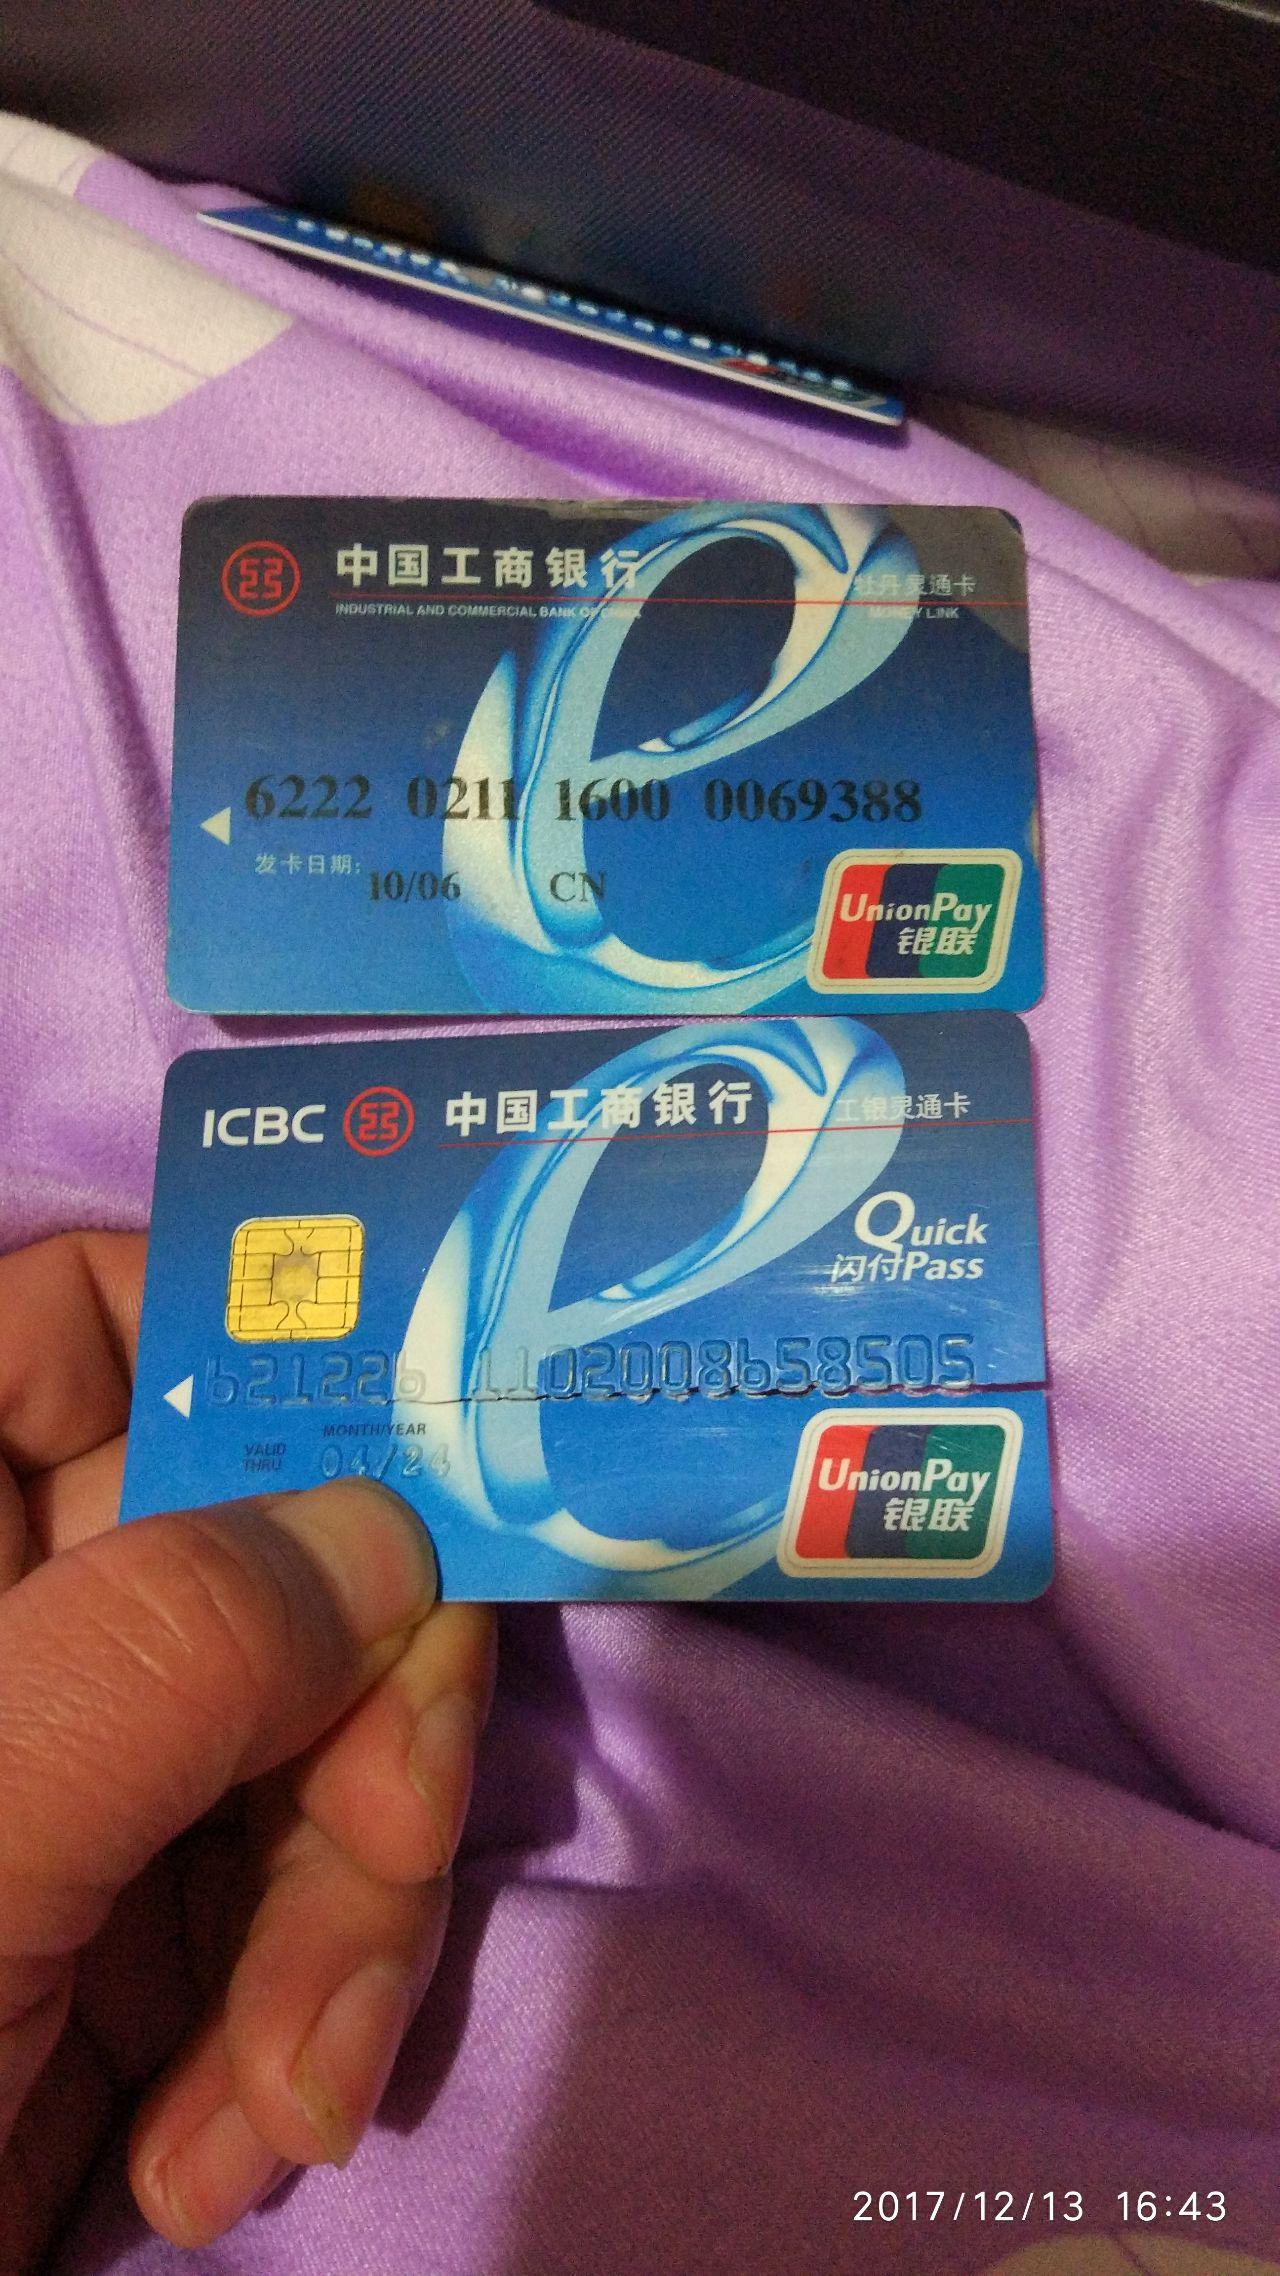 中国工商银行
牡丹灵通卡
INDUSTRIAL AND COMMERCIAL BANK OF CHINA
MONEY LINK
6222 0211 1600 0069388
发卡日期:
10/06 CN
UnionPay
银联
ICBC 中国工商银行
工银灵通卡
Quick
闪付Pass
621226 1102008658505
MONTH/YEAR
VALID
THRU
04/24
UnionPay
银联
2017/12/13 16:43